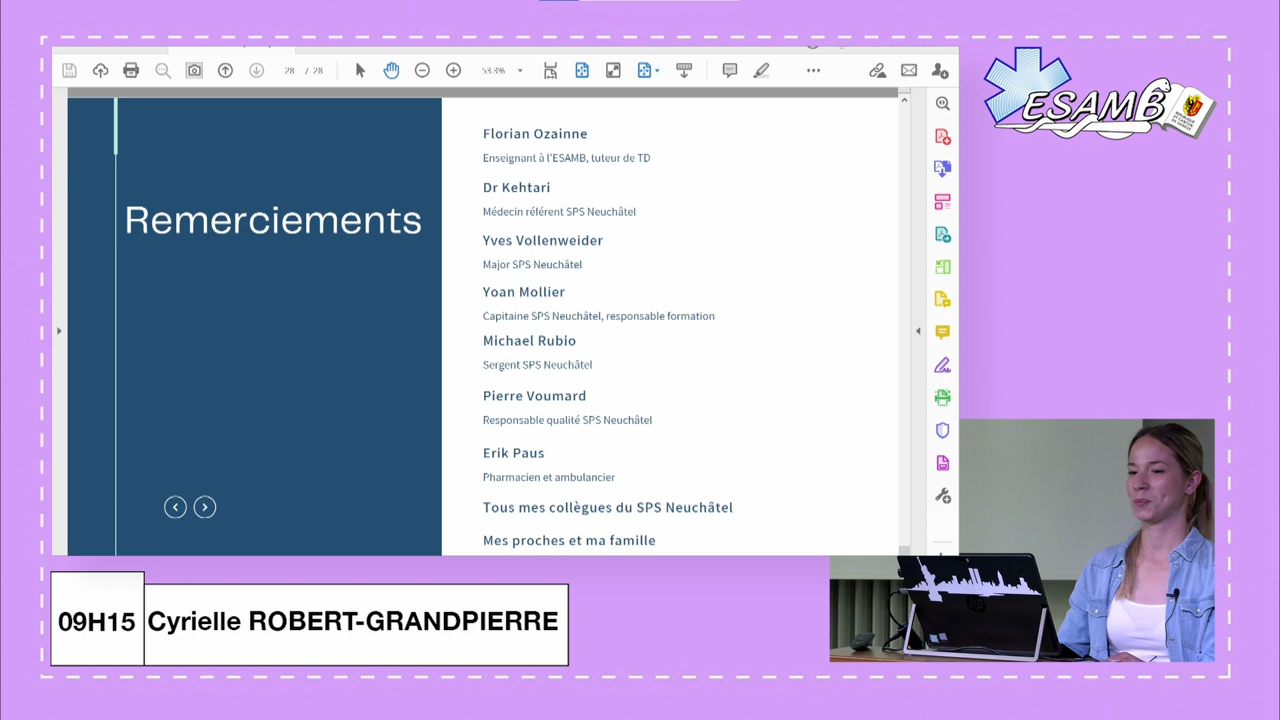 28 / 28
53.3%
ESAMB
Remerciements
Florian Ozainne
Enseignant à l'ESAMB, tuteur de TD
Dr Kehtari
Médecin référent SPS Neuchâtel
Yves Vollenweider
Major SPS Neuchâtel
Yoan Mollier
Capitaine SPS Neuchâtel, responsable formation
Michael Rubio
Sergent SPS Neuchâtel
Pierre Voumard
Responsable qualité SPS Neuchâtel
Erik Paus
Pharmacien et ambulancier
Tous mes collègues du SPS Neuchâtel
Mes proches et ma famille
hp
09H15
Cyrielle ROBERT-GRANDPIERRE